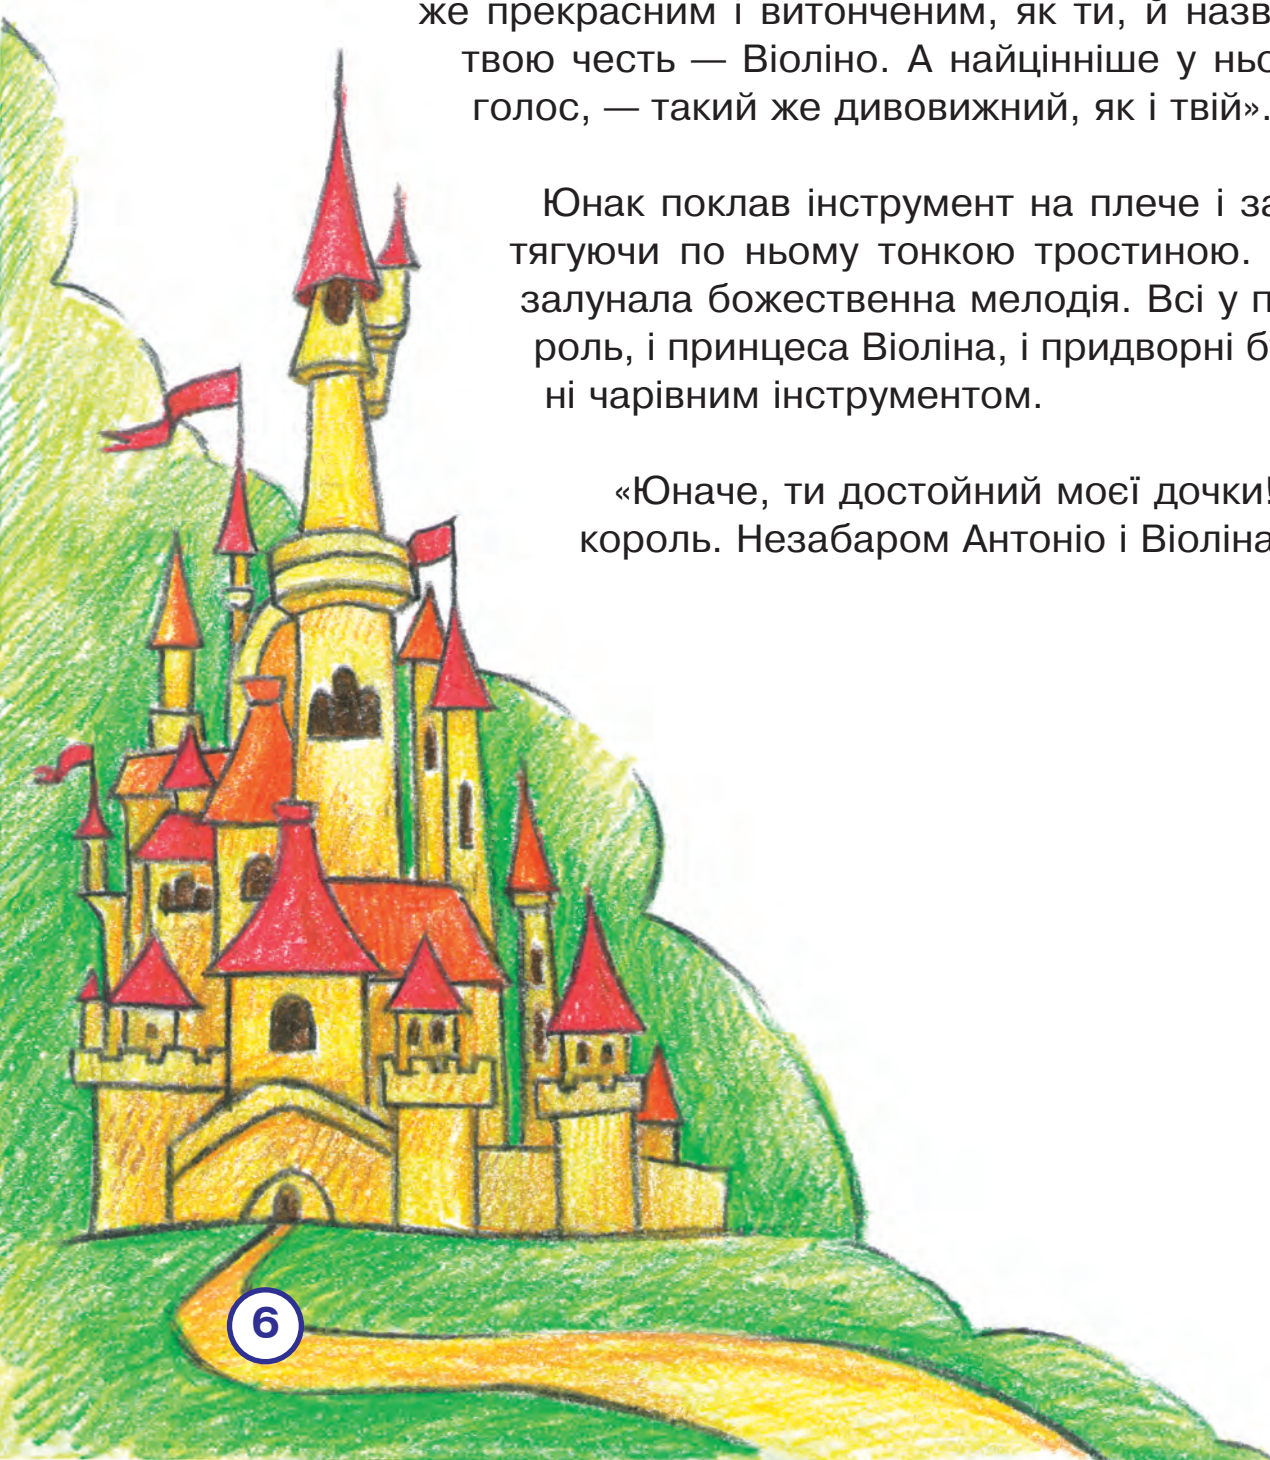 же прекрасним і витонченим, як ти, й назв
твою честь — Віоліно. А найцінніше у ньо
голос, — такий же дивовижний, як і твій».
Юнак поклав інструмент на плече і за
тягуючи по ньому тонкою тростиною.
залунала божественна мелодія. Всі у п
роль, і принцеса Віоліна, і придворні б
ні чарівним інструментом.
«Юначе, ти достойний моєї дочки!
король. Незабаром Антоніо і Віоліна
6